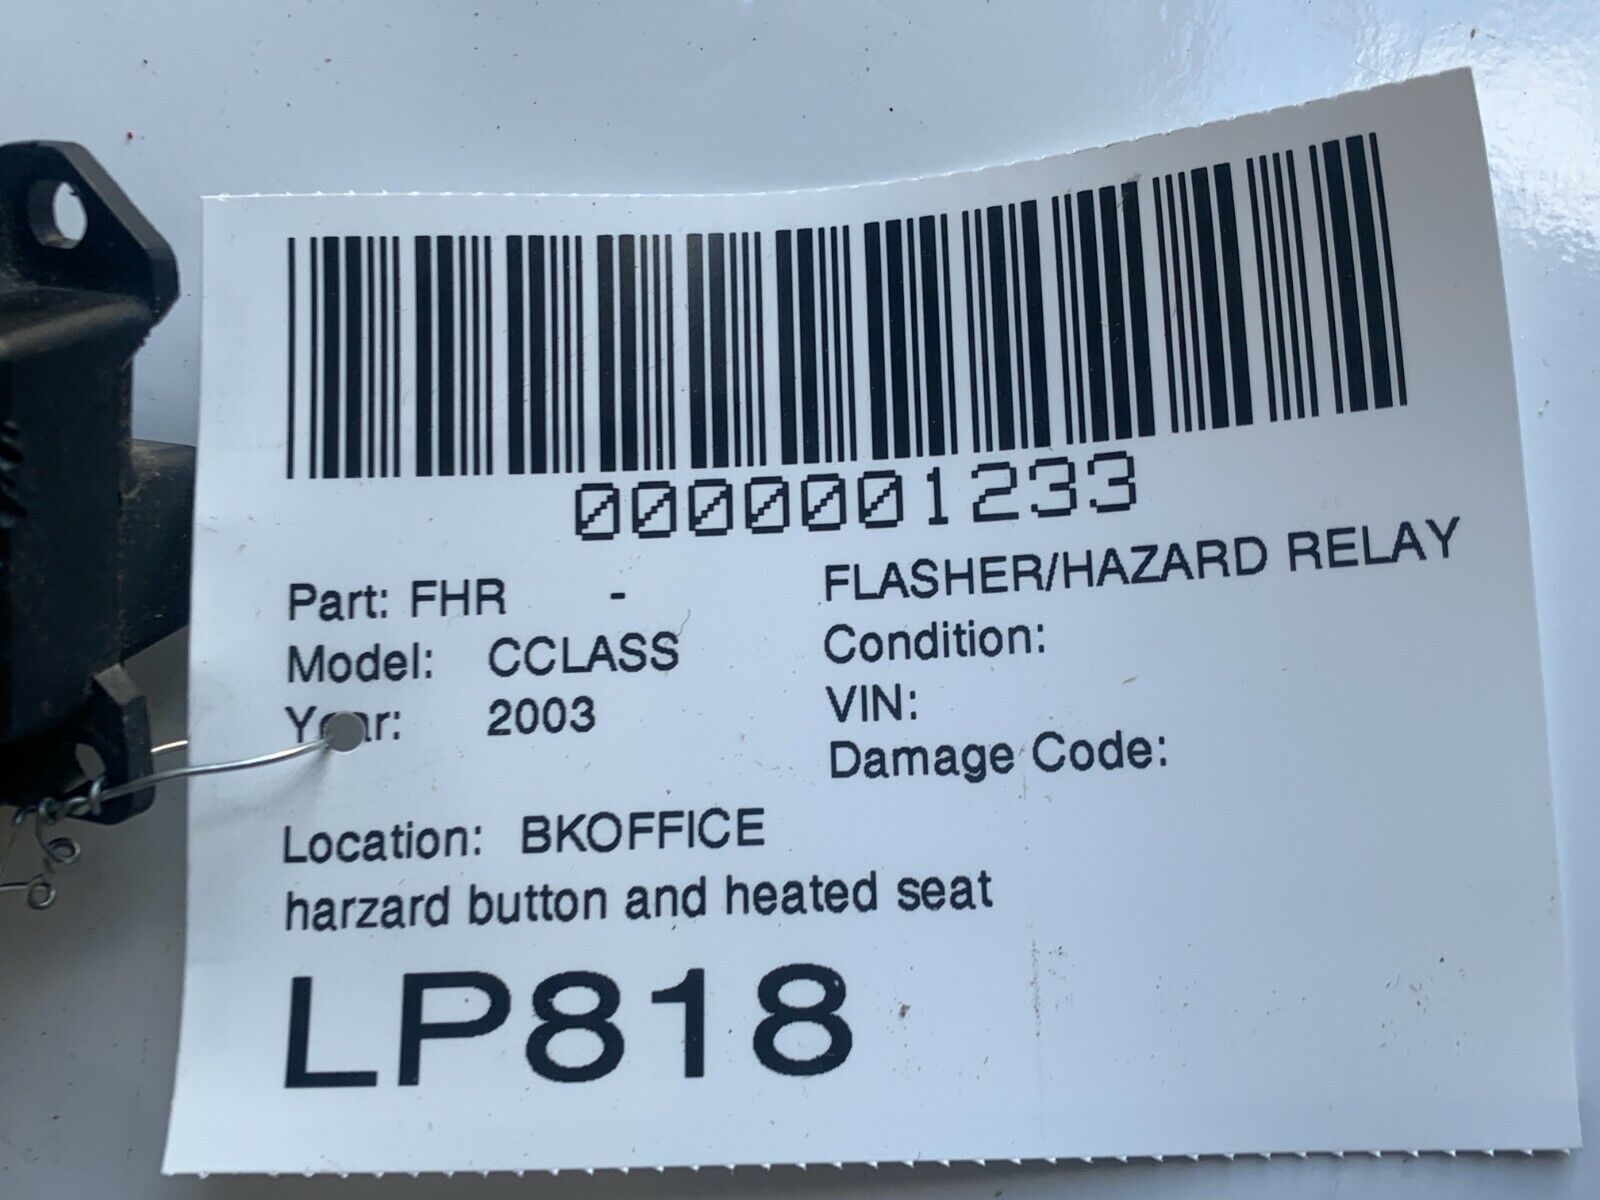 0000001233
Part: FHR - FLASHER/HAZARD RELAY
Model: CCLASS Condition:
Year: 2003 VIN:
Damage Code:
Location: BKOFFICE
harzard button and heated seat
LP818